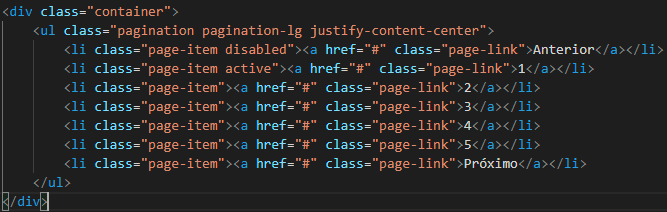 <div class="container">
<ul class="pagination pagination-lg justify-content-center">
<li class="page-item disabled"><a href="#" class="page-link">Anterior</a></li>
<li class="page-item active"><a href="#" class="page-link">1</a></li>
<li class="page-item"><a href="#" class="page-link">2</a></li>
<li class="page-item"><a href="#" class="page-link">3</a></li>
<li class="page-item"><a href="#" class="page-link">4</a></li>
<li class="page-item"><a href="#" class="page-link">5</a></li>
<li class="page-item"><a href="#" class="page-link">Próximo</a></li>
</ul>
</div>